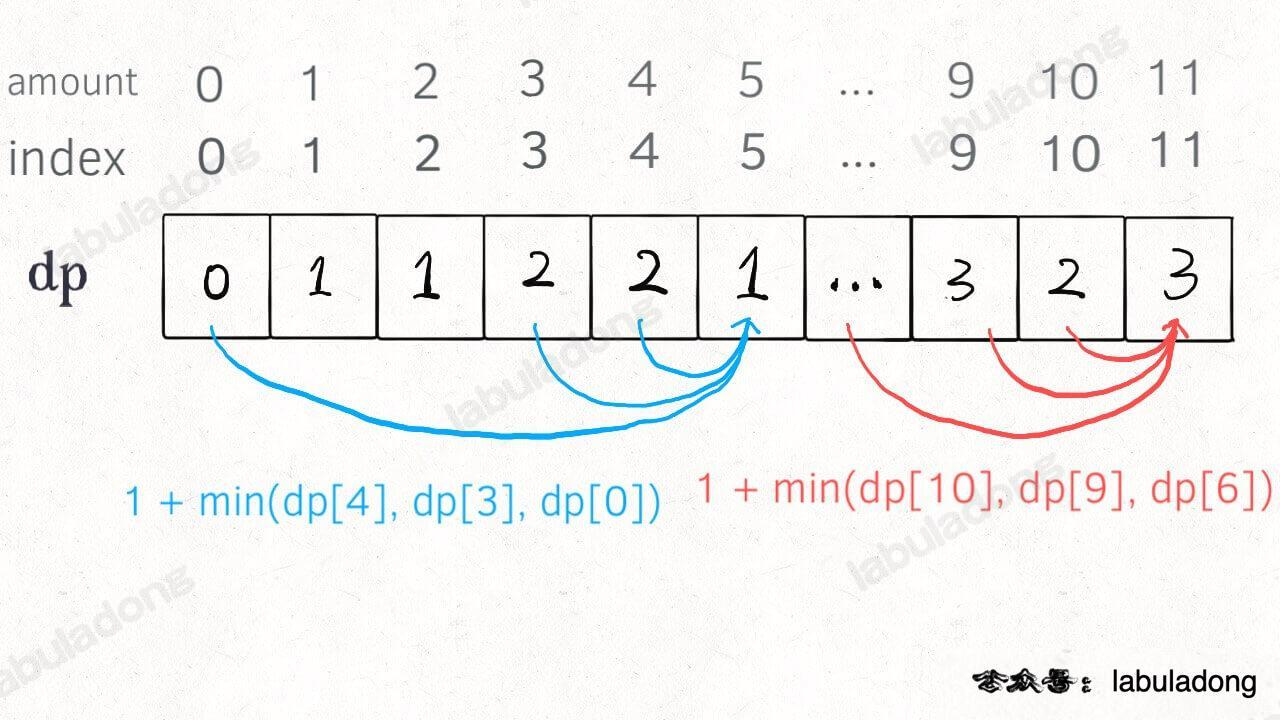 amount 0 1 2 3 4 5 ... 9 10 11
index 0 1 2 3 4 5 ... 9 10 11
dp 0 1 1 2 2 1 ... 3 2 3
1 + min(dp[4], dp[3], dp[0])
1 + min(dp[10], dp[9], dp[6])
公众号：labuladong
labuladong
labuladong
labuladong
labuladong
labuladong
labuladong